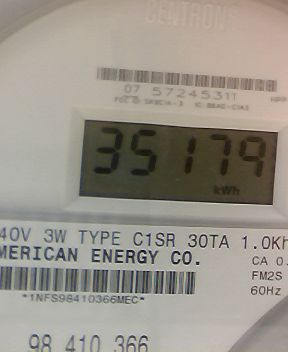 CENTRON
07 57245311
35179
kWh
40V 3W TYPE C1SR 30TA 1.0Kh
MERICAN ENERGY CO.
CA 0.
*1NFS98410366MEC*
FM2S
60Hz
98 410 366